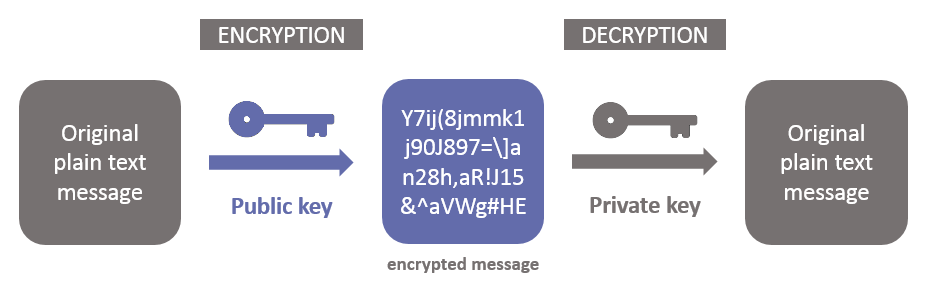 ENCRYPTION
DECRYPTION
Original
plain text
message
Public key
Y7ij(8jmmk1
j90J897=\]a
n28h,aR!J15
&^aVWg#HE
encrypted message
Private key
Original
plain text
message